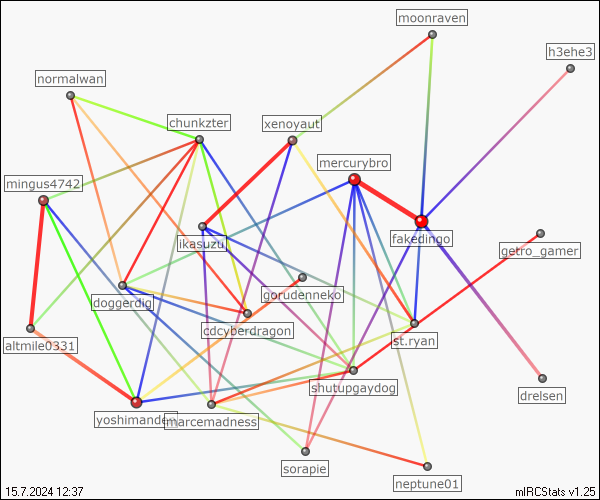 moonraven
h3ehe3
normalwan
chunkzter
xenoyaut
mercurybro
mingus4742
ikasuzu
fakedingo
getro_gamer
doggerdig
gorudenneko
cdcyberdragon
altmile0331
st.ryan
shutupgaydog
drelsen
marcemadness
sorapie
neptune01
15.7.2024 12:37
mIRCStats v1.25